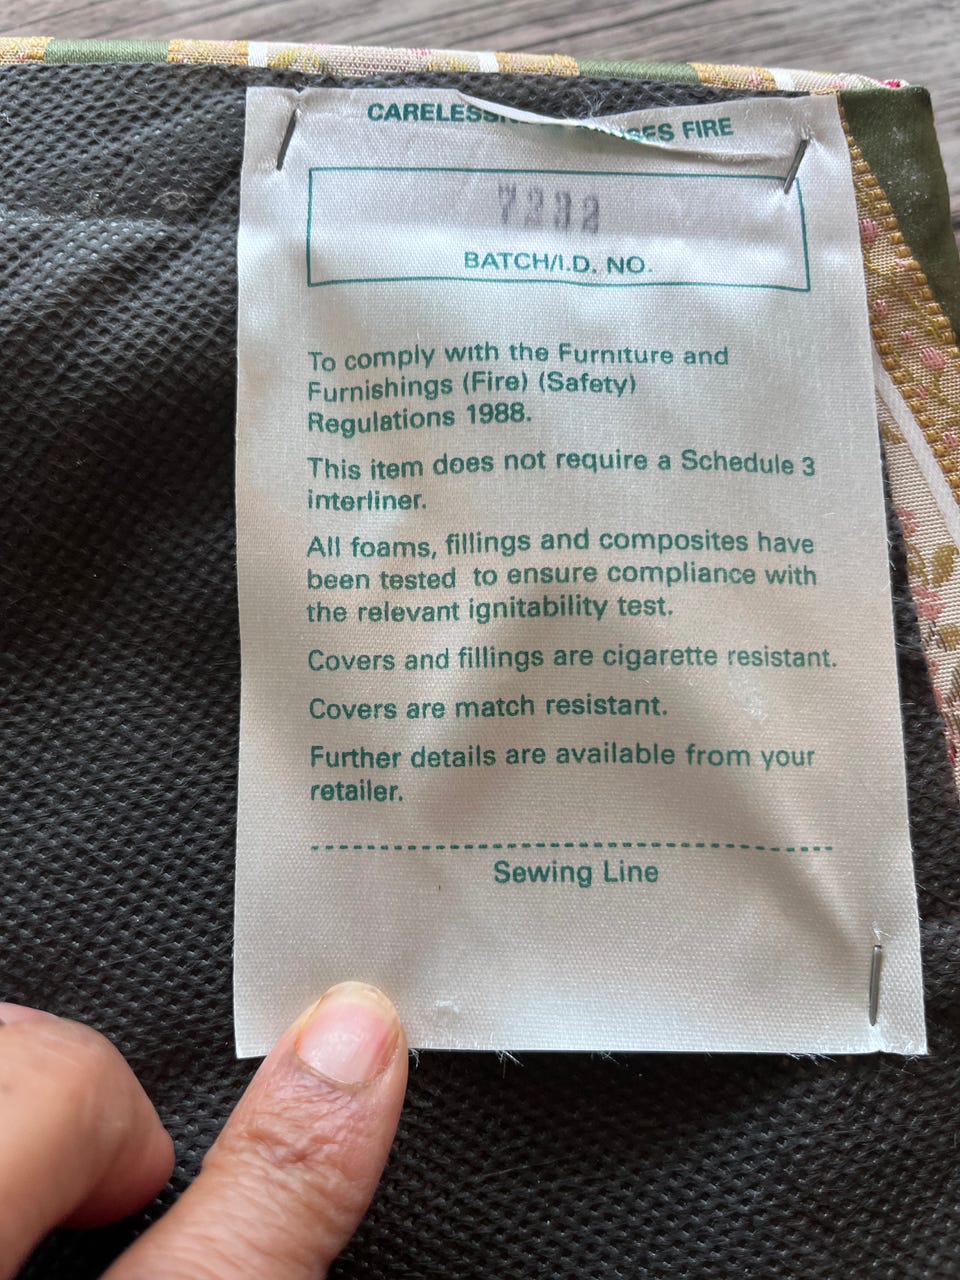 CARELESS FIRE
7232
BATCH/I.D. NO.
To comply with the Furniture and
Furnishings (Fire) (Safety)
Regulations 1988.
This item does not require a Schedule 3
interliner.
All foams, fillings and composites have
been tested to ensure compliance with
the relevant ignitability test.
Covers and fillings are cigarette resistant.
Covers are match resistant.
Further details are available from your
retailer.
Sewing Line